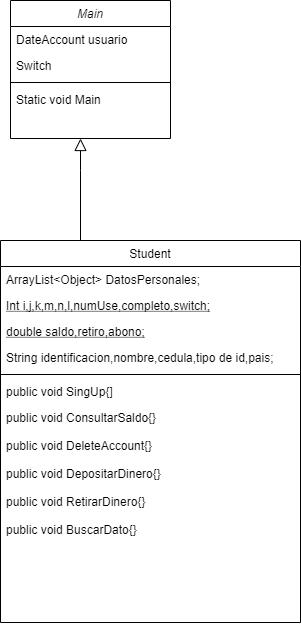 Main
DateAccount usuario
Switch
Static void Main
Student
ArrayList<Object> DatosPersonales;
Int i,j,k,m,n,l,numUse,completo,switch;
double saldo,retiro,abono;
String identificacion,nombre,cedula,tipo de id,pais;
public void SingUp{]
public void ConsultarSaldo{}
public void DeleteAccount{}
public void DepositarDinero{}
public void RetirarDinero{}
public void BuscarDato{}